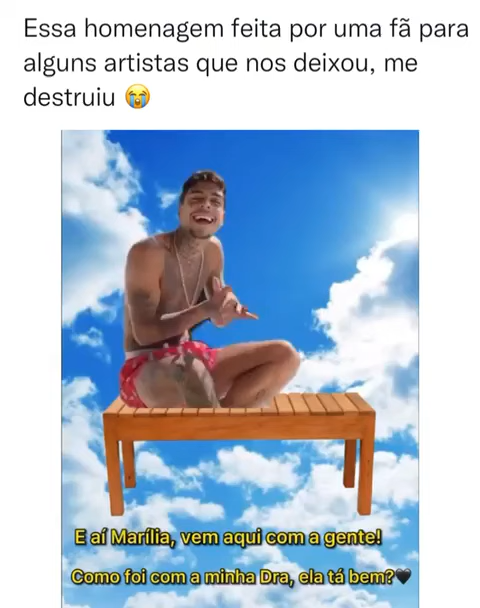 Essa homenagem feita por uma fã para
alguns artistas que nos deixou, me
destruiu 😭
E aí Marília, vem aqui com a gente!
Como foi com a minha Dra, ela tá bem?🖤